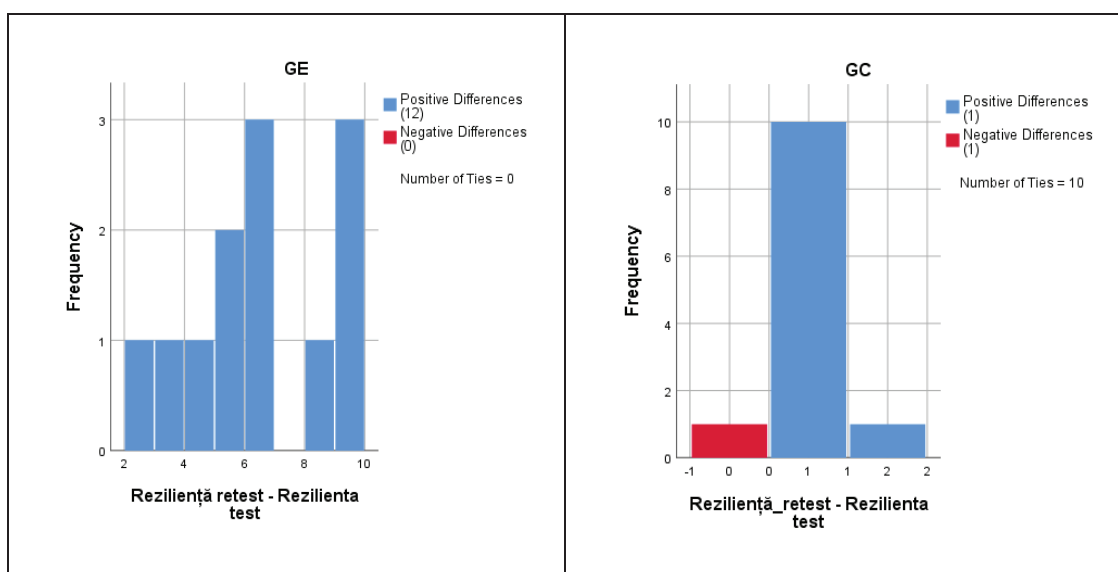 GE
Positive Differences
(12)
Negative Differences
(0)
Number of Ties = 0
Frequency
3
2
1
0
2 4 6 8 10
Reziliență retest - Rezilienta
test
GC
Positive Differences
(1)
Negative Differences
(1)
Number of Ties = 10
Frequency
10
8
6
4
2
0
-1 0 0 1 1 2 2
Reziliență_retest - Rezilienta
test